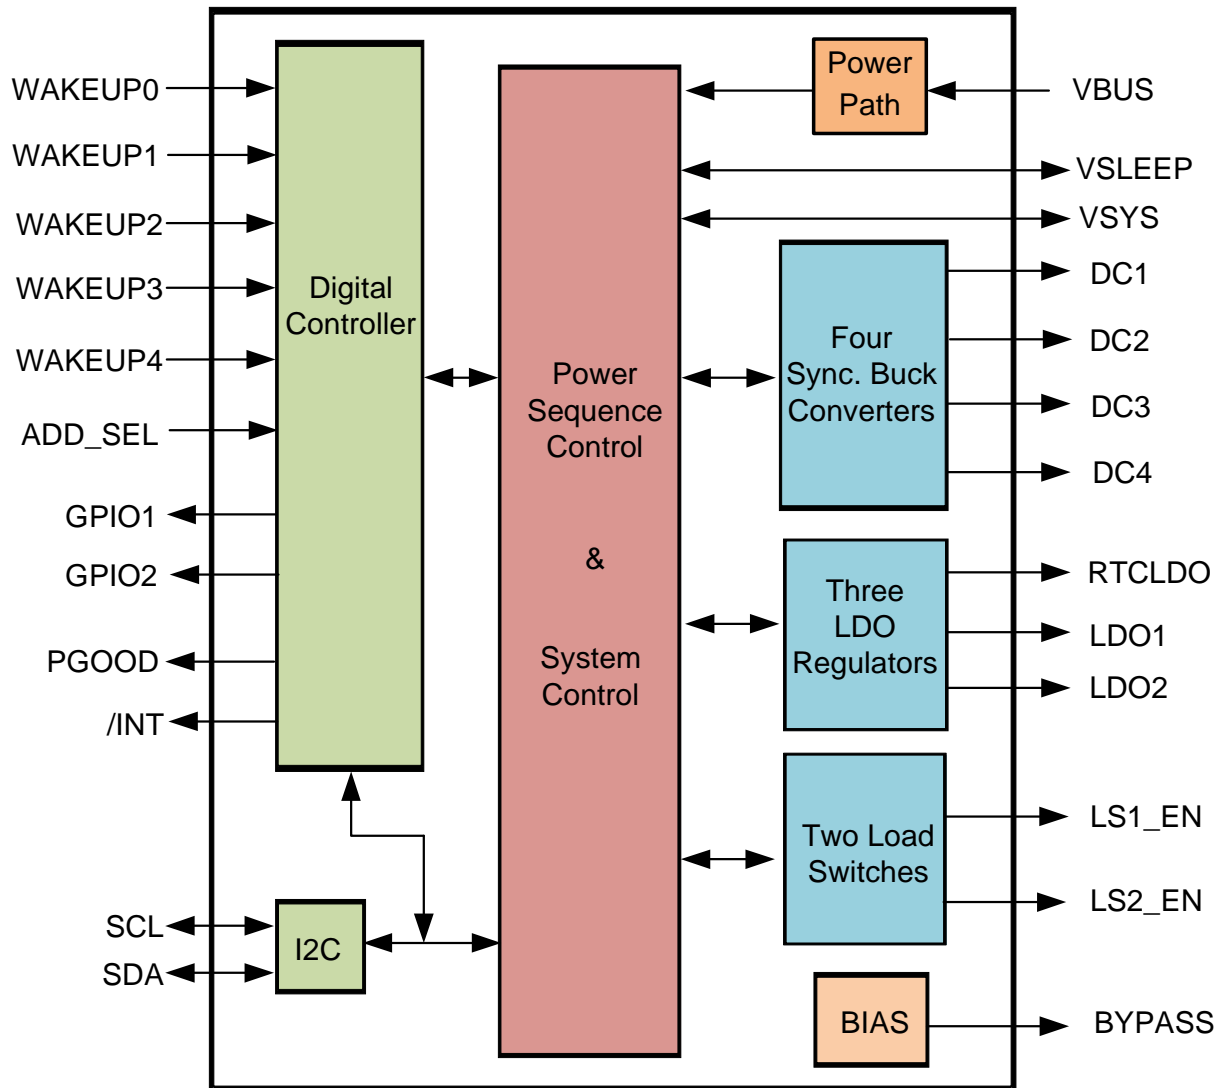 WAKEUP0
WAKEUP1
WAKEUP2
WAKEUP3
WAKEUP4
ADD_SEL
GPIO1
GPIO2
PGOOD
/INT
SCL
SDA
Digital
Controller
I2C
Power
Sequence
Control
&
System
Control
Power
Path
Four
Sync. Buck
Converters
Three
LDO
Regulators
Two Load
Switches
BIAS
VBUS
VSLEEP
VSYS
DC1
DC2
DC3
DC4
RTCLDO
LDO1
LDO2
LS1_EN
LS2_EN
BYPASS